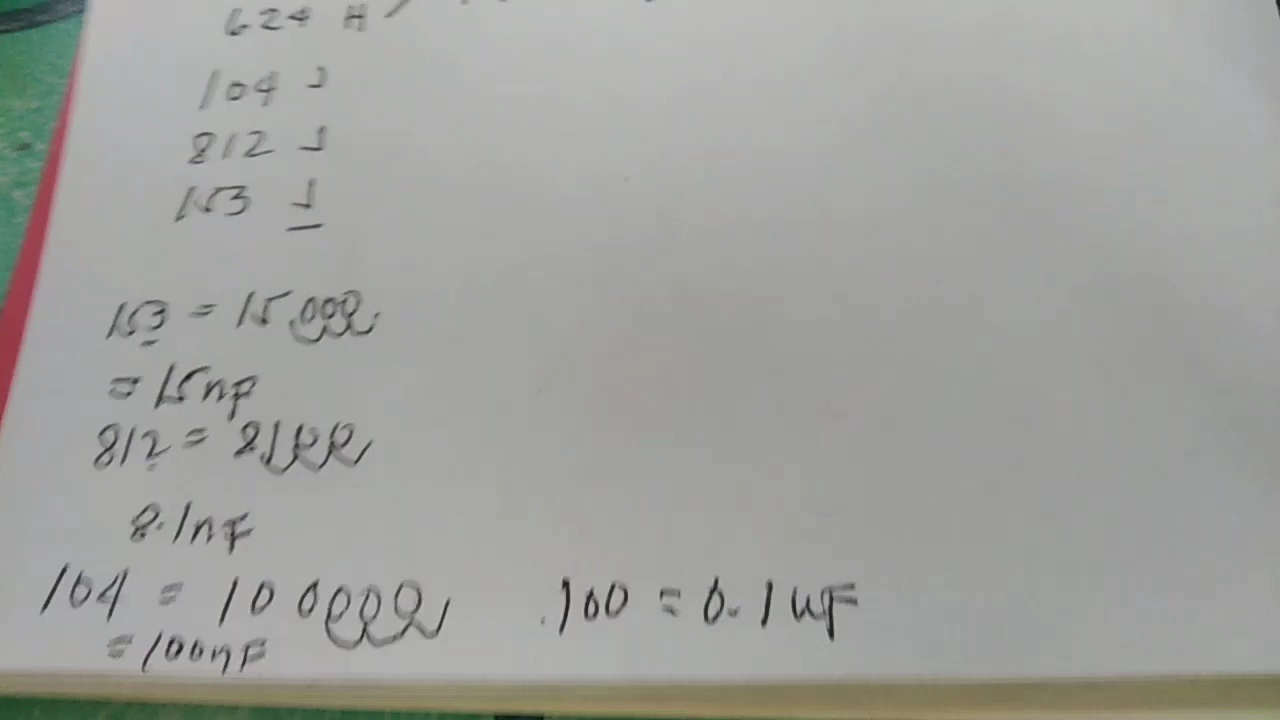 624 H
104 J
812 J
153 J
153 = 15000
= 15nF
812 = 8100
8.1nF
104 = 100000 .100 = 0.1uF
= 100nF